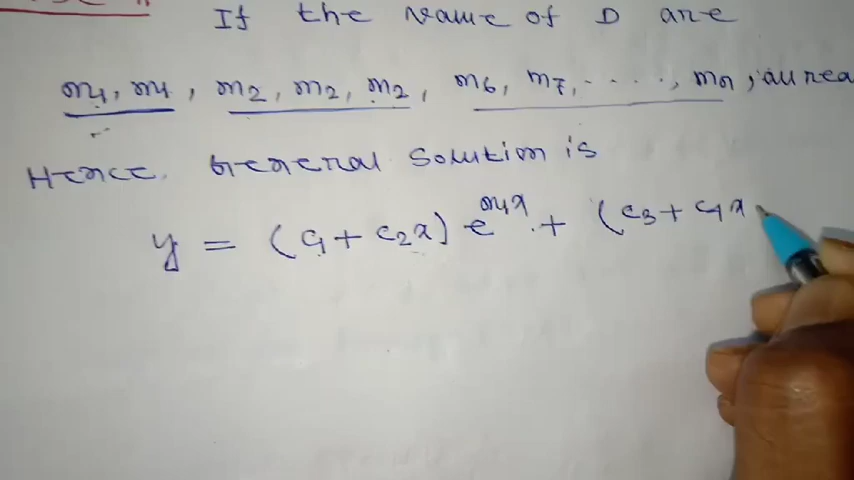 If the value of D are
m1, m1, m2, m2, m2, m6, m7, ....., mn, all rea
Hence General Solution is
y = (c1 + c2x) e^m1x + (c3 + c4x